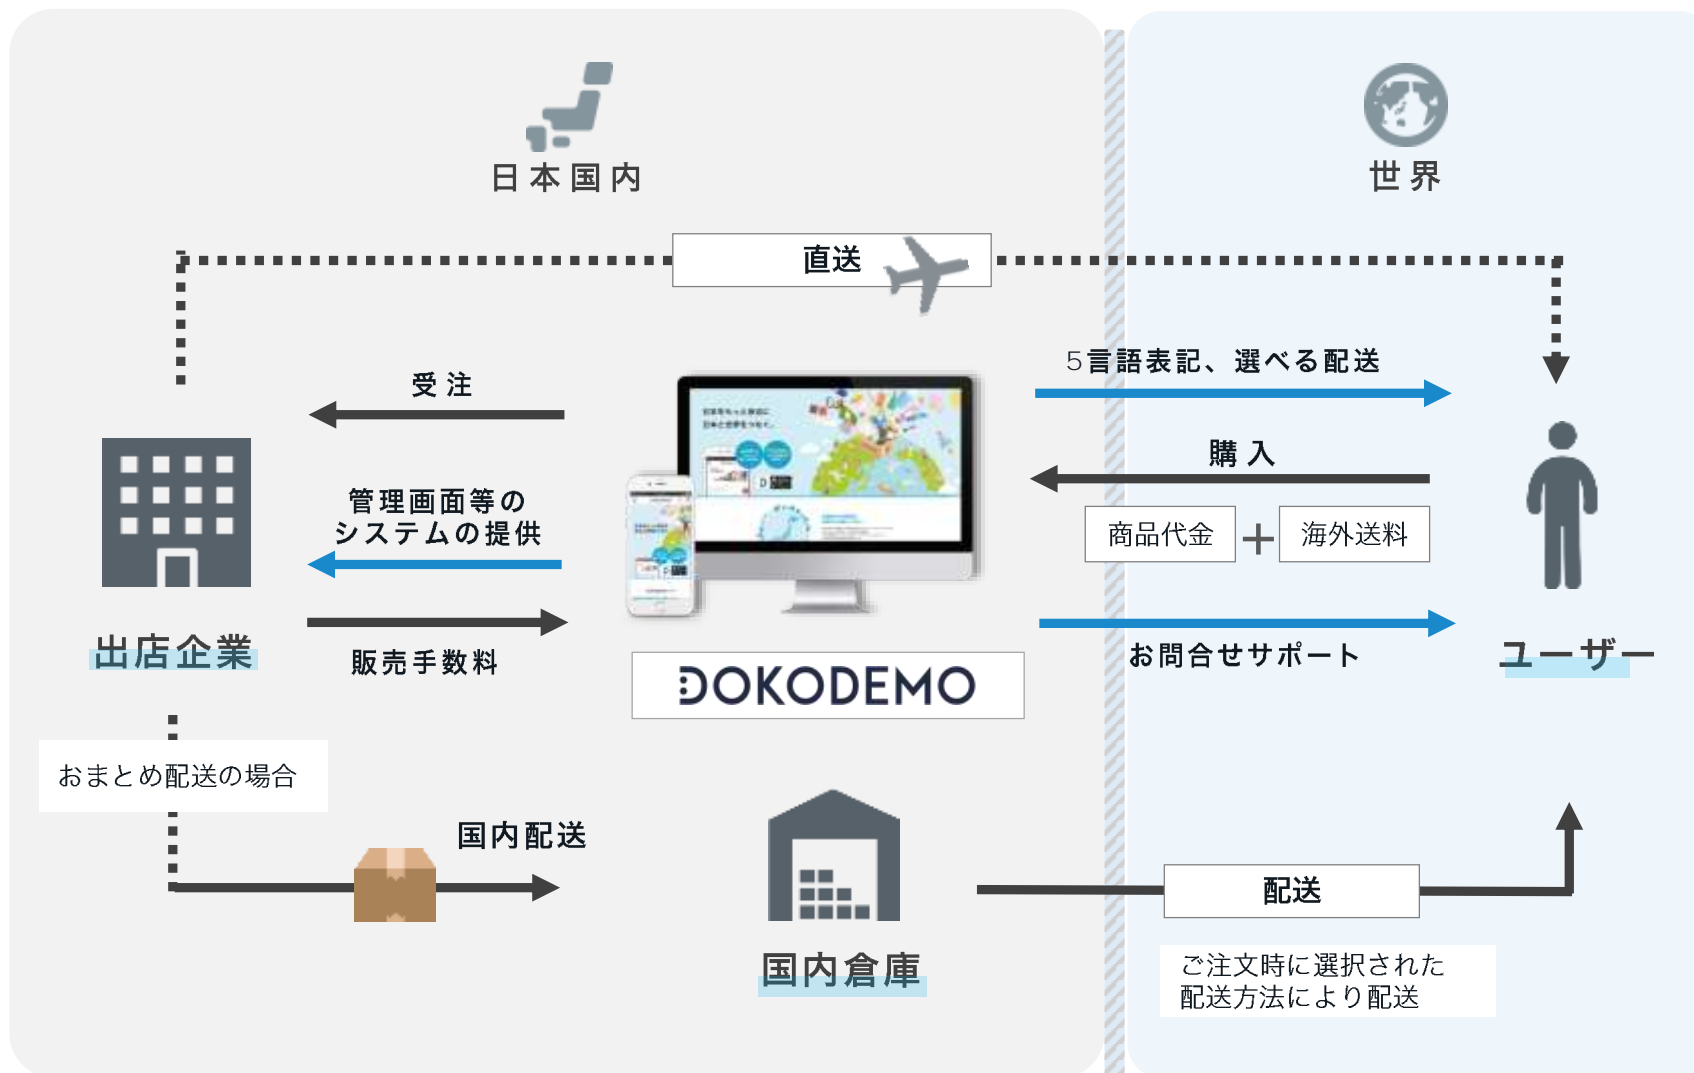 日本国内
世界
直送
5言語表記、選べる配送
受注
購入
管理画面等の
システムの提供
商品代金
+
海外送料
出店企業
販売手数料
DOKODEMO
お問合せサポート
ユーザー
おまとめ配送の場合
国内配送
配送
国内倉庫
ご注文時に選択された
配送方法により配送